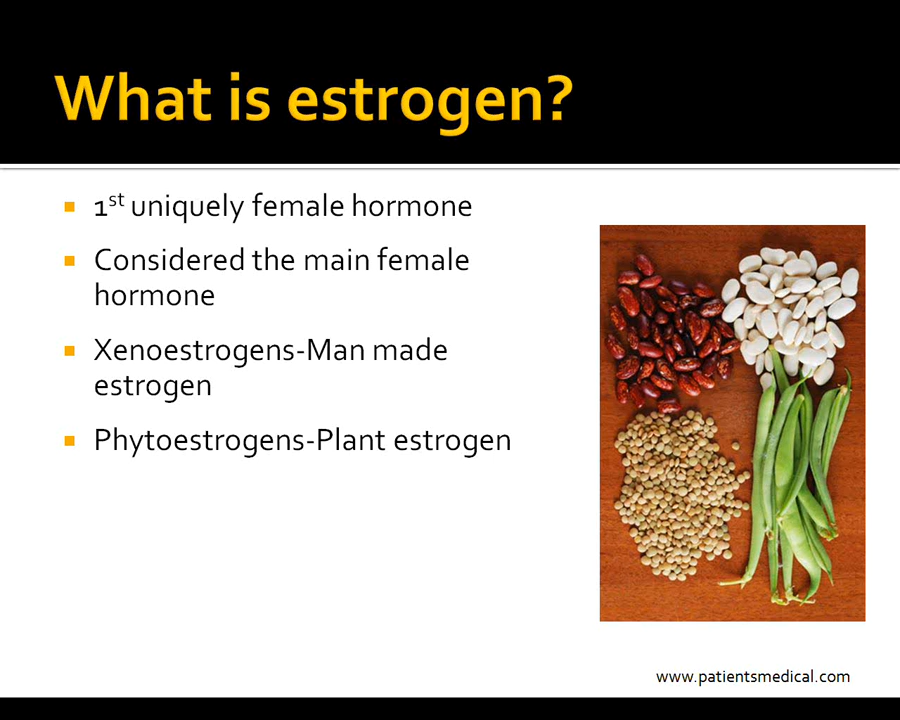 What is estrogen?
1st uniquely female hormone
Considered the main female
hormone
Xenoestrogens-Man made
estrogen
Phytoestrogens-Plant estrogen
www.patientsmedical.com